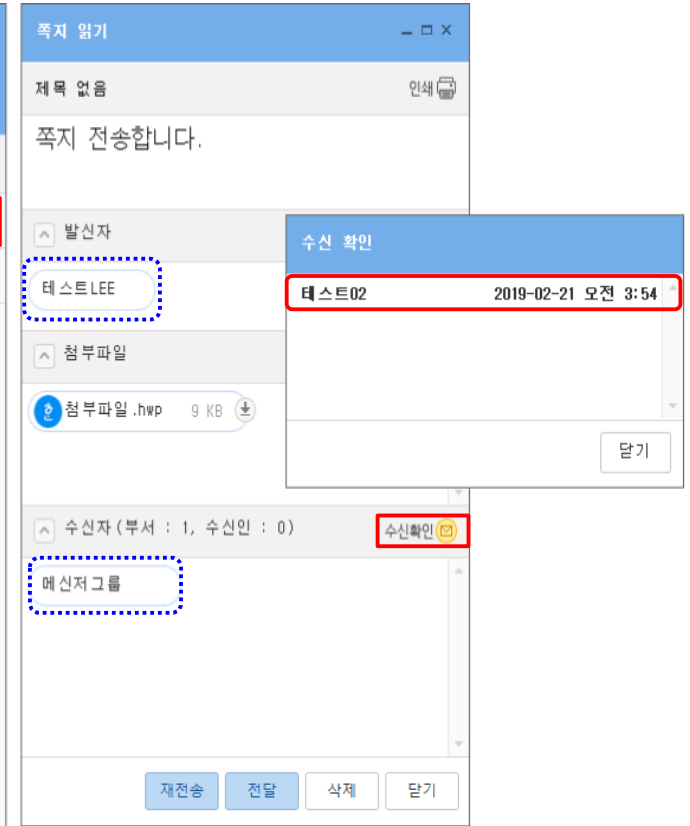 쪽지 읽기
제목 없음 인쇄
쪽지 전송합니다.
발신자
테스트LEE
첨부파일
첨부파일.hwp 9 KB
수신자(부서 : 1, 수신인 : 0) 수신확인
메신저그룹
재전송 전달 삭제 닫기
수신 확인
테스트02 2019-02-21 오전 3:54
닫기